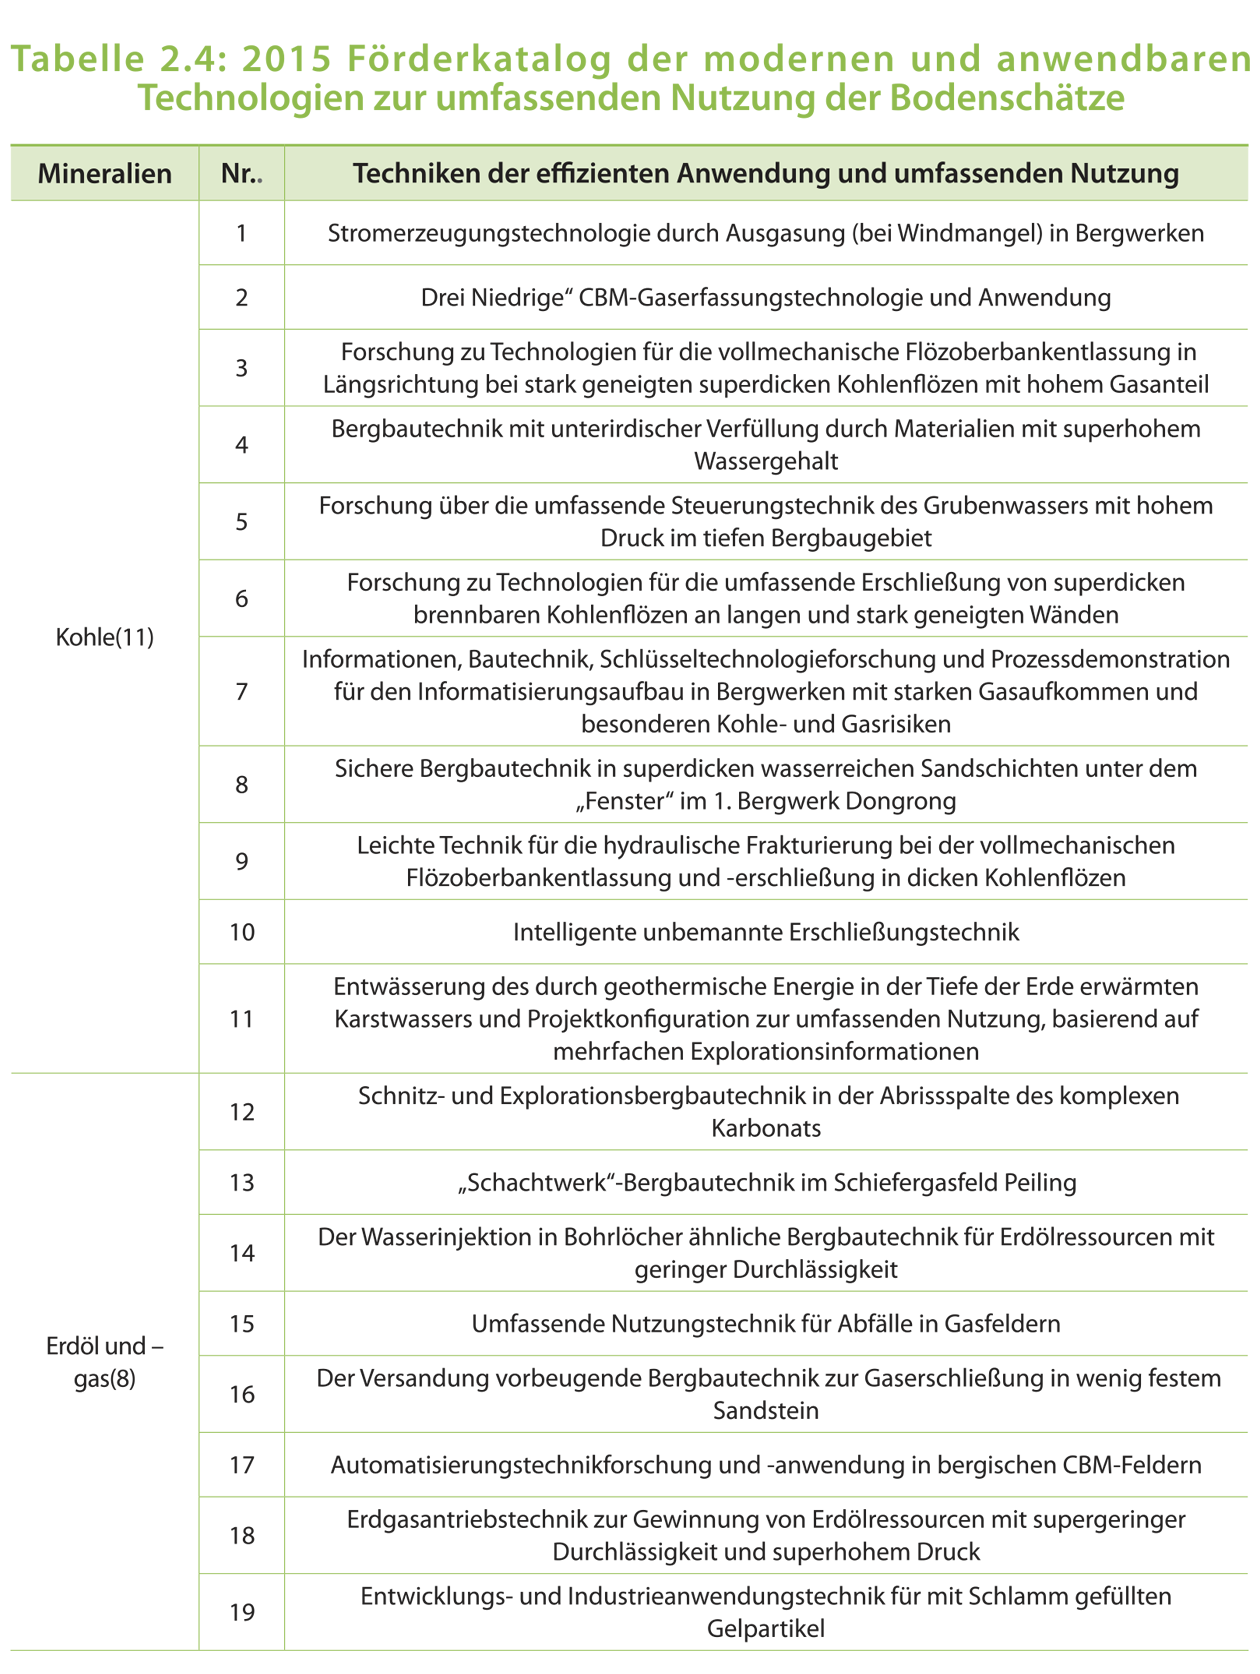 Tabelle 2.4: 2015 Förderkatalog der modernen und anwendbaren
Technologien zur umfassenden Nutzung der Bodenschätze
Mineralien Nr.. Techniken der effizienten Anwendung und umfassenden Nutzung
Kohle(11)
1 Stromerzeugungstechnologie durch Ausgasung (bei Windmangel) in Bergwerken
2 Drei Niedrige“ CBM-Gaserfassungstechnologie und Anwendung
3 Forschung zu Technologien für die vollmechanische Flözoberbankentlassung in
Längsrichtung bei stark geneigten superdicken Kohlenflözen mit hohem Gasanteil
4 Bergbautechnik mit unterirdischer Verfüllung durch Materialien mit superhohem
Wassergehalt
5 Forschung über die umfassende Steuerungstechnik des Grubenwassers mit hohem
Druck im tiefen Bergbaugebiet
6 Forschung zu Technologien für die umfassende Erschließung von superdicken
brennbaren Kohlenflözen an langen und stark geneigten Wänden
7 Informationen, Bautechnik, Schlüsseltechnologieforschung und Prozessdemonstration
für den Informatisierungsaufbau in Bergwerken mit starken Gasaufkommen und
besonderen Kohle- und Gasrisiken
8 Sichere Bergbautechnik in superdicken wasserreichen Sandschichten unter dem
„Fenster“ im 1. Bergwerk Dongrong
9 Leichte Technik für die hydraulische Frakturierung bei der vollmechanischen
Flözoberbankentlassung und -erschließung in dicken Kohlenflözen
10 Intelligente unbemannte Erschließungstechnik
11 Entwässerung des durch geothermische Energie in der Tiefe der Erde erwärmten
Karstwassers und Projektkonfiguration zur umfassenden Nutzung, basierend auf
mehrfachen Explorationsinformationen
Erdöl und –
gas(8)
12 Schnitz- und Explorationsbergbautechnik in der Abrissspalte des komplexen
Karbonats
13 „Schachtwerk“-Bergbautechnik im Schiefergasfeld Peiling
14 Der Wasserinjektion in Bohrlöcher ähnliche Bergbautechnik für Erdölressourcen mit
geringer Durchlässigkeit
15 Umfassende Nutzungstechnik für Abfälle in Gasfeldern
16 Der Versandung vorbeugende Bergbautechnik zur Gaserschließung in wenig festem
Sandstein
17 Automatisierungstechnikforschung und -anwendung in bergischen CBM-Feldern
18 Erdgasantriebstechnik zur Gewinnung von Erdölressourcen mit supergeringer
Durchlässigkeit und superhohem Druck
19 Entwicklungs- und Industrieanwendungstechnik für mit Schlamm gefüllten
Gelpartikel